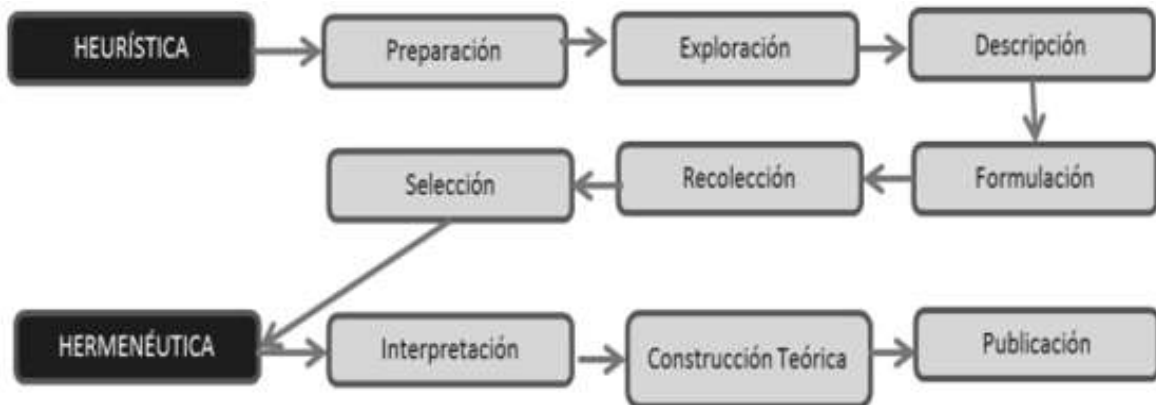 HEURÍSTICA
Preparación
Exploración
Descripción
Formulación
Recolección
Selección
HERMENÉUTICA
Interpretación
Construcción Teórica
Publicación